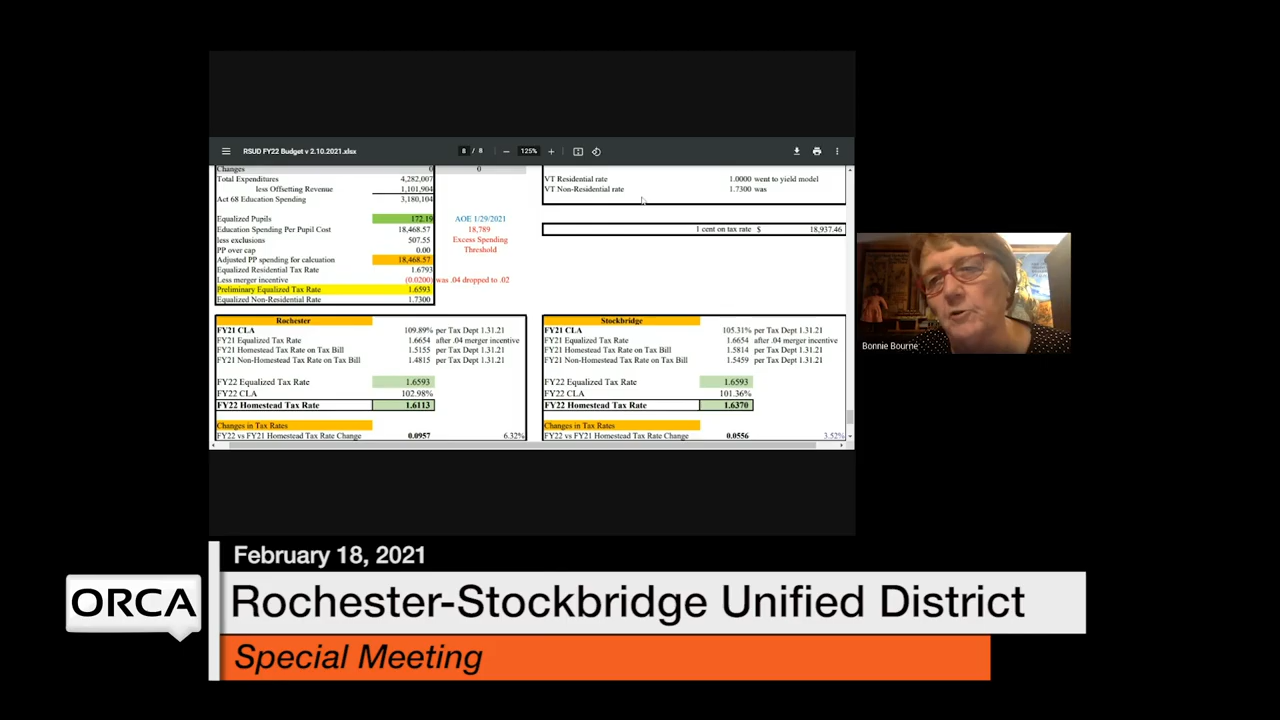 RSUD FY22 Budget v 2.10.2021.xlsx
8 / 8
125%
Changes 0 0
Total Expenditures 4,282,007
less Offsetting Revenue 1,101,904
Act 68 Education Spending 3,180,104
Equalized Pupils 172.19 AOE 1/29/2021
Education Spending Per Pupil Cost 18,468.57 18,789
less exclusions 507.55 Excess Spending
PP over cap 0.00 Threshold
Adjusted PP spending for calcuation 18,468.57
Equalized Residential Tax Rate 1.6793
Less merger incentive (0.0200) was .04 dropped to .02
Preliminary Equalized Tax Rate 1.6593
Equalized Non-Residential Rate 1.7300
VT Residential rate 1.0000 went to yield model
VT Non-Residential rate 1.7300 was
1 cent on tax rate $ 18,937.46
Rochester
FY21 CLA 109.89% per Tax Dept 1.31.21
FY21 Equalized Tax Rate 1.6654 after .04 merger incentive
FY21 Homestead Tax Rate on Tax Bill 1.5155 per Tax Dept 1.31.21
FY21 Non-Homestead Tax Rate on Tax Bill 1.4815 per Tax Dept 1.31.21
FY22 Equalized Tax Rate 1.6593
FY22 CLA 102.98%
FY22 Homestead Tax Rate 1.6113
Changes in Tax Rates
FY22 vs FY21 Homestead Tax Rate Change 0.0957 6.32%
Stockbridge
FY21 CLA 105.31% per Tax Dept 1.31.21
FY21 Equalized Tax Rate 1.6654 after .04 merger incentive
FY21 Homestead Tax Rate on Tax Bill 1.5814 per Tax Dept 1.31.21
FY21 Non-Homestead Tax Rate on Tax Bill 1.5459 per Tax Dept 1.31.21
FY22 Equalized Tax Rate 1.6593
FY22 CLA 101.36%
FY22 Homestead Tax Rate 1.6370
Changes in Tax Rates
FY22 vs FY21 Homestead Tax Rate Change 0.0556 3.52%
Bonnie Bourne
February 18, 2021
ORCA
Rochester-Stockbridge Unified District
Special Meeting